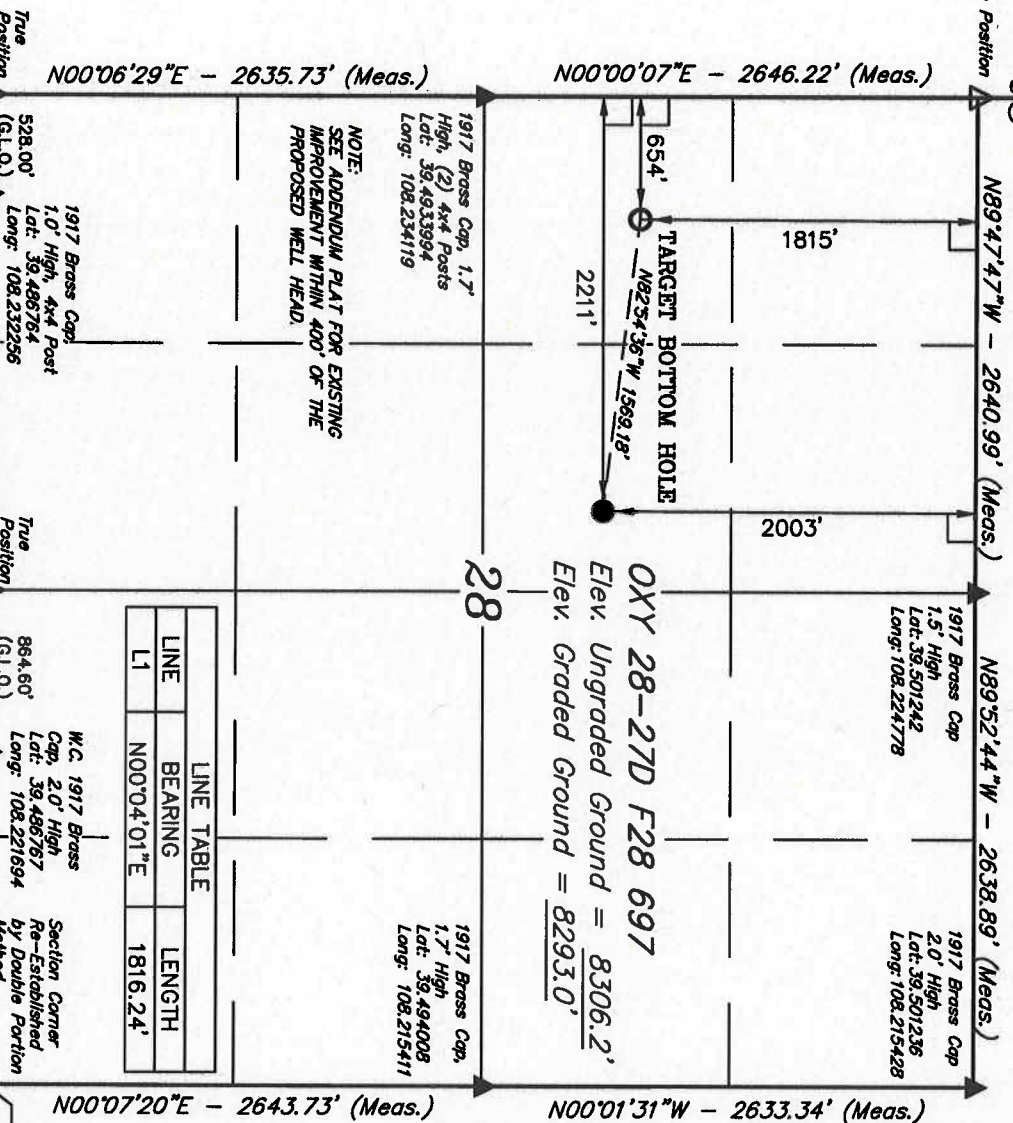 Position
N89°47'47"W - 2640.99' (Meas.)
N89°52'44"W - 2638.89' (Meas.)
N00°00'07"E - 2646.22' (Meas.)
N00°06'29"E - 2635.73' (Meas.)
N00°01'31"W - 2633.34' (Meas.)
N00°07'20"E - 2643.73' (Meas.)
1917 Brass Cap
1.5' High
Lat: 39.501242
Long: 108.224778
1917 Brass Cap
2.0' High
Lat: 39.501236
Long: 108.215428
654'
1815'
TARGET BOTTOM HOLE
N82°54'36"W 1569.18'
2211'
2003'
OXY 28-27D F28 697
Elev. Ungraded Ground = 8306.2'
Elev. Graded Ground = 8293.0'
28
1917 Brass Cap, 1.7'
High, (2) 4x4 Posts
Lat: 39.4933994
Long: 108.234119
NOTE:
SEE ADDENDUM PLAT FOR EXISTING
IMPROVEMENT WITHIN 400' OF THE
PROPOSED WELL HEAD.
1917 Brass Cap,
1.7' High
Lat: 39.494008
Long: 108.215411
LINE TABLE
LINE BEARING LENGTH
L1 N00°04'01"E 1816.24'
1917 Brass Cap,
1.0' High, 4x4 Post
Lat: 39.486764
Long: 108.232256
True
Position
528.00'
(G.L.O.)
True
Position
864.60'
(G.L.O.)
W.C. 1917 Brass
Cap, 2.0' High
Lat: 39.486767
Long: 108.221694
Section Corner
Re-Established
by Double Portion
Method